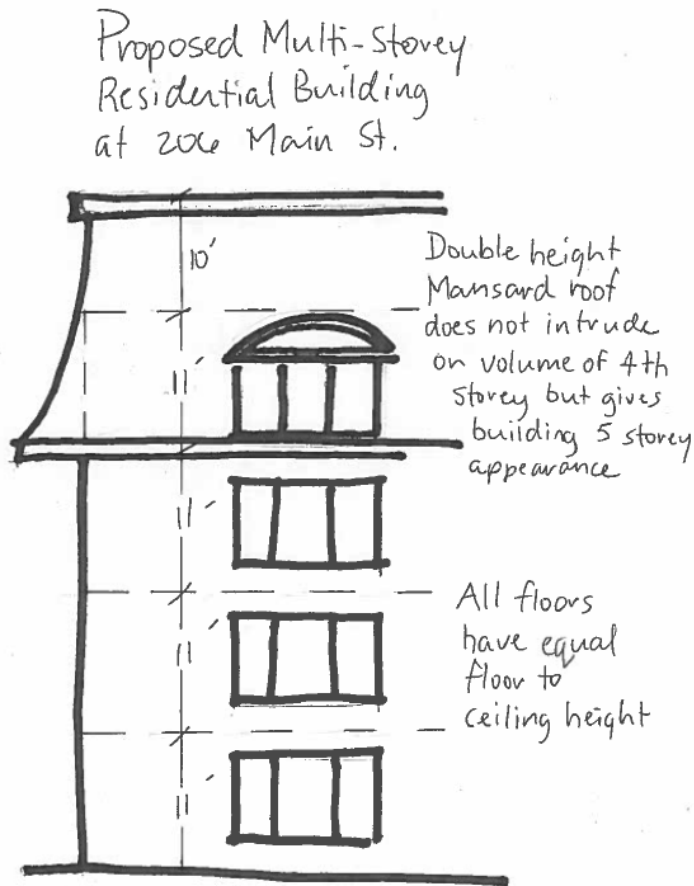 Proposed Multi-Storey
Residential Building
at 206 Main St.
10'
Double height
Mansard roof
does not intrude
on volume of 4th
storey but gives
building 5 storey
appearance
11'
11'
All floors
have equal
floor to
ceiling height
11'
11'